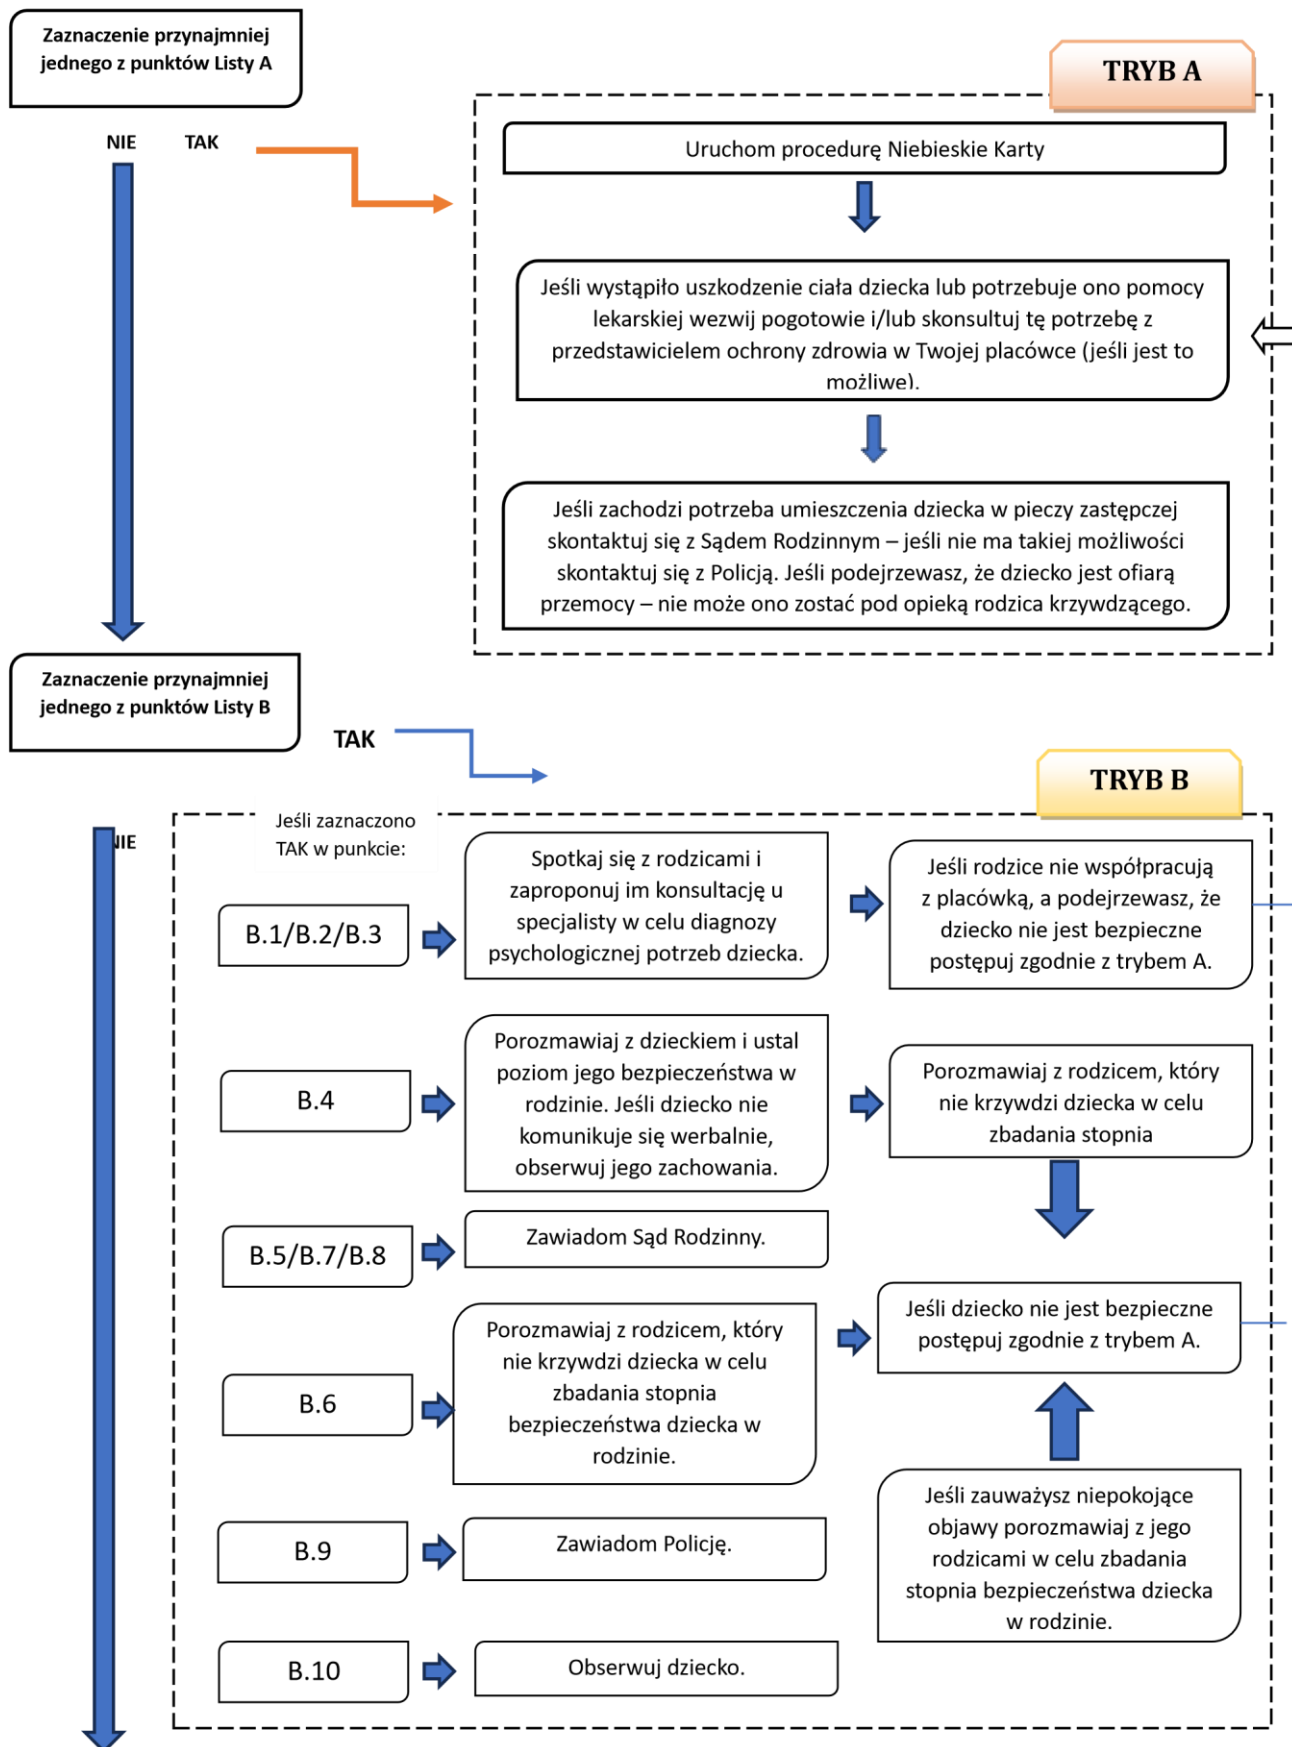 Zaznaczenie przynajmniej
jednego z punktów Listy A
NIE TAK
TRYB A
Uruchom procedurę Niebieskie Karty
Jeśli wystąpiło uszkodzenie ciała dziecka lub potrzebuje ono pomocy
lekarskiej wezwij pogotowie i/lub skonsultuj tę potrzebę z
przedstawicielem ochrony zdrowia w Twojej placówce (jeśli jest to
możliwe).
Jeśli zachodzi potrzeba umieszczenia dziecka w pieczy zastępczej
skontaktuj się z Sądem Rodzinnym – jeśli nie ma takiej możliwości
skontaktuj się z Policją. Jeśli podejrzewasz, że dziecko jest ofiarą
przemocy – nie może ono zostać pod opieką rodzica krzywdzącego.
Zaznaczenie przynajmniej
jednego z punktów Listy B
TAK
NIE
TRYB B
Jeśli zaznaczono
TAK w punkcie:
B.1/B.2/B.3
Spotkaj się z rodzicami i
zaproponuj im konsultację u
specjalisty w celu diagnozy
psychologicznej potrzeb dziecka.
Jeśli rodzice nie współpracują
z placówką, a podejrzewasz, że
dziecko nie jest bezpieczne
postępuj zgodnie z trybem A.
B.4
Porozmawiaj z dzieckiem i ustal
poziom jego bezpieczeństwa w
rodzinie. Jeśli dziecko nie
komunikuje się werbalnie,
obserwuj jego zachowania.
Porozmawiaj z rodzicem, który
nie krzywdzi dziecka w celu
zbadania stopnia
B.5/B.7/B.8
Zawiadom Sąd Rodzinny.
B.6
Porozmawiaj z rodzicem, który
nie krzywdzi dziecka w celu
zbadania stopnia
bezpieczeństwa dziecka w
rodzinie.
Jeśli dziecko nie jest bezpieczne
postępuj zgodnie z trybem A.
B.9
Zawiadom Policję.
Jeśli zauważysz niepokojące
objawy porozmawiaj z jego
rodzicami w celu zbadania
stopnia bezpieczeństwa dziecka
w rodzinie.
B.10
Obserwuj dziecko.